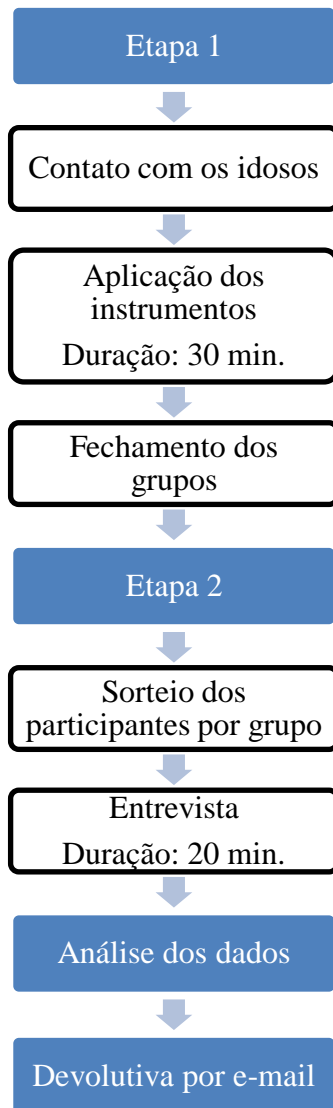 Etapa 1
Contato com os idosos
Aplicação dos
instrumentos
Duração: 30 min.
Fechamento dos
grupos
Etapa 2
Sorteio dos
participantes por grupo
Entrevista
Duração: 20 min.
Análise dos dados
Devolutiva por e-mail